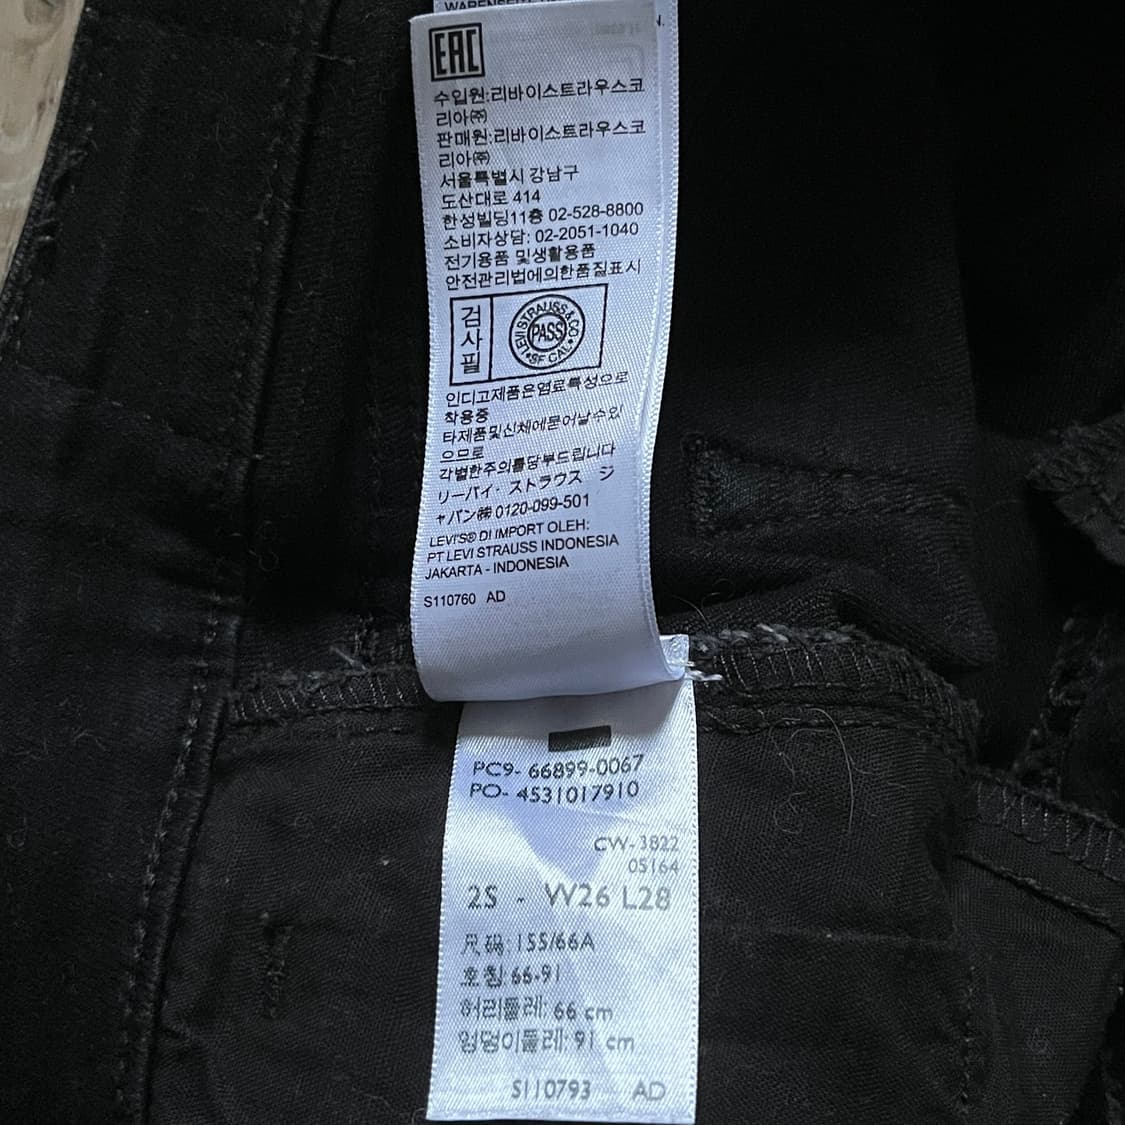 EAC
수입원:리바이스트라우스코
리아㈜
판매원:리바이스트라우스코
리아㈜
서울특별시 강남구
도산대로 414
한성빌딩11층 02-528-8800
소비자상담: 02-2051-1040
전기용품 및생활용품
안전관리법에의한품질표시
검사필
LEVI STRAUSS & CO
PASS
SF CAL
인디고제품은염료특성으로
착용중
타제품및신체에묻어날수있
으므로
각별한주의를당부드립니다
リーバイ・ストラウス ジ
ャパン㈱ 0120-099-501
LEVI'S® DI IMPORT OLEH:
PT LEVI STRAUSS INDONESIA
JAKARTA - INDONESIA
S110760 AD
PC9- 66899-0067
PO- 4531017910
CW-3822
05164
2S - W26 L28
尺码: 155/66A
호칭: 66-91
허리둘레: 66 cm
엉덩이둘레: 91 cm
S110793 AD